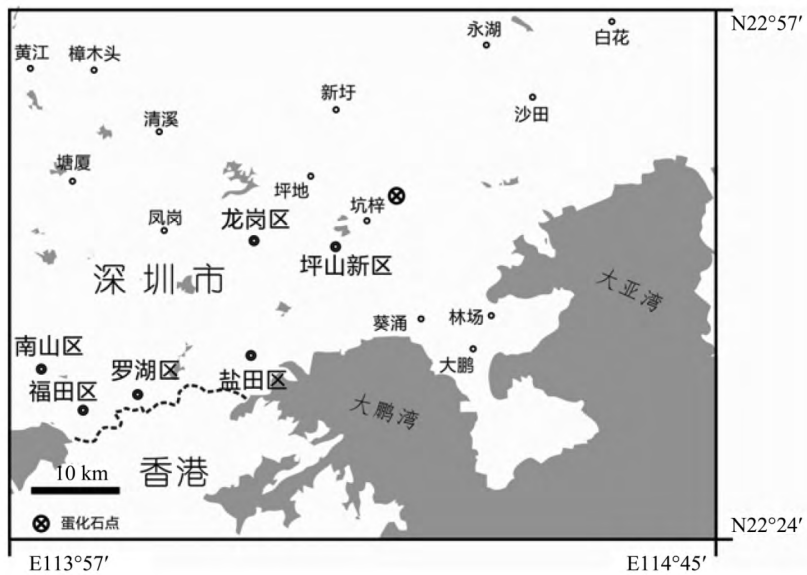 永湖
白花
N22°57′
黄江
樟木头
新圩
沙田
清溪
塘厦
坪地
坑梓
凤岗
龙岗区
坪山新区
深圳市
大亚湾
葵涌
林场
南山区
大鹏
罗湖区
盐田区
福田区
大鹏湾
香港
10 km
蛋化石点
N22°24′
E113°57′
E114°45′